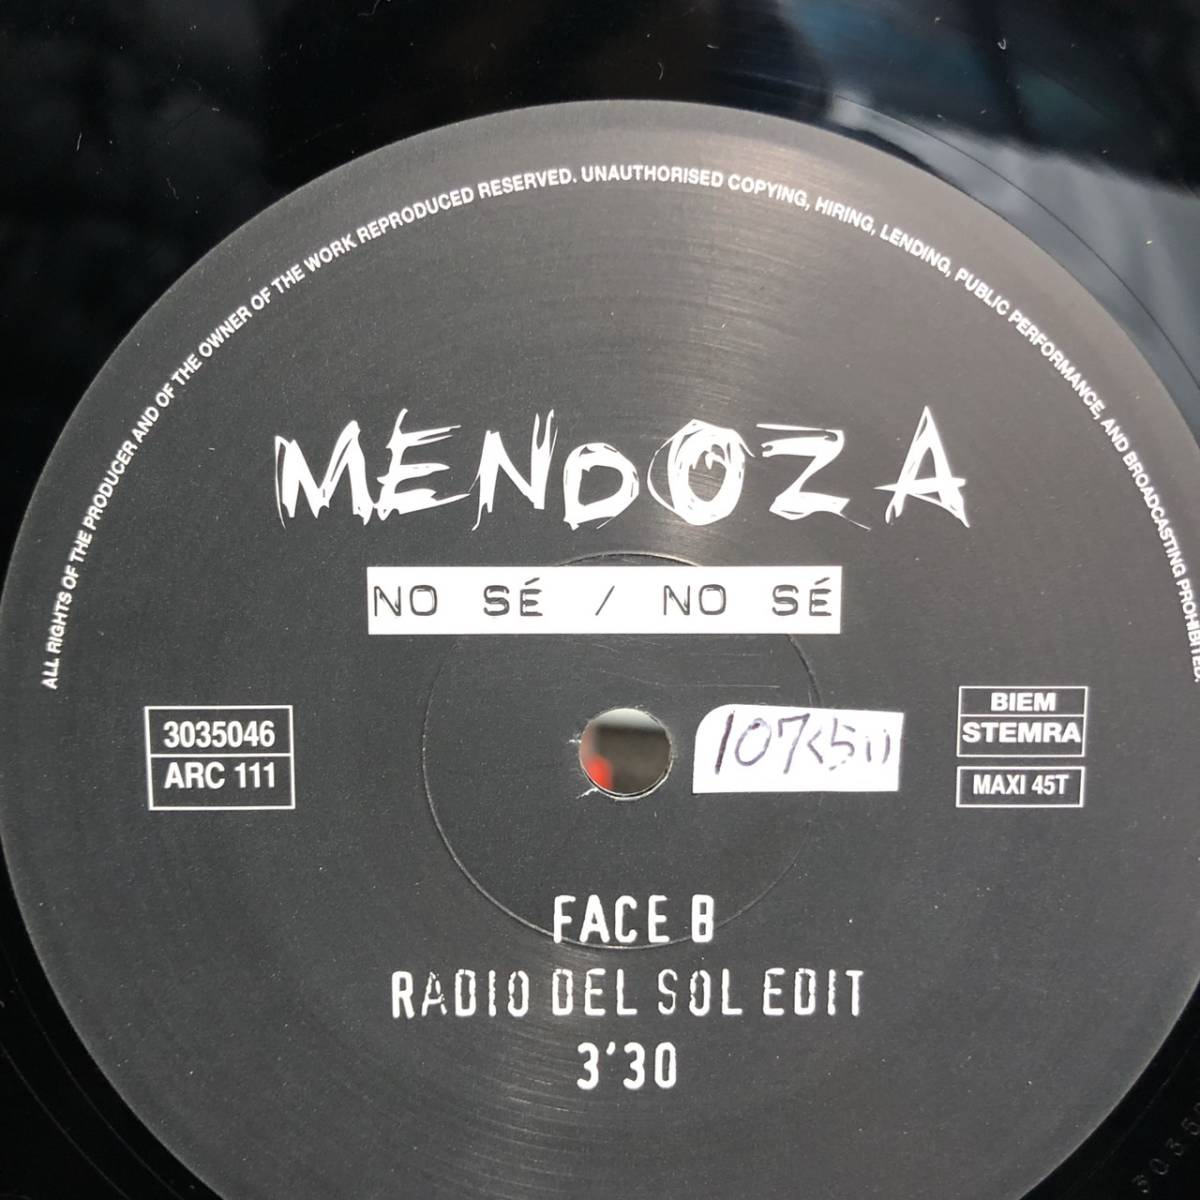 ALL RIGHTS OF THE PRODUCER AND OF THE OWNER OF THE WORK REPRODUCED RESERVED. UNAUTHORISED COPYING, HIRING, LENDING, PUBLIC PERFORMANCE, AND BROADCASTING PROHIBITED.
MENDOZA
NO SÉ / NO SÉ
3035046
ARC 111
BIEM
STEMRA
MAXI 45T
FACE B
RADIO DEL SOL EDIT
3'30